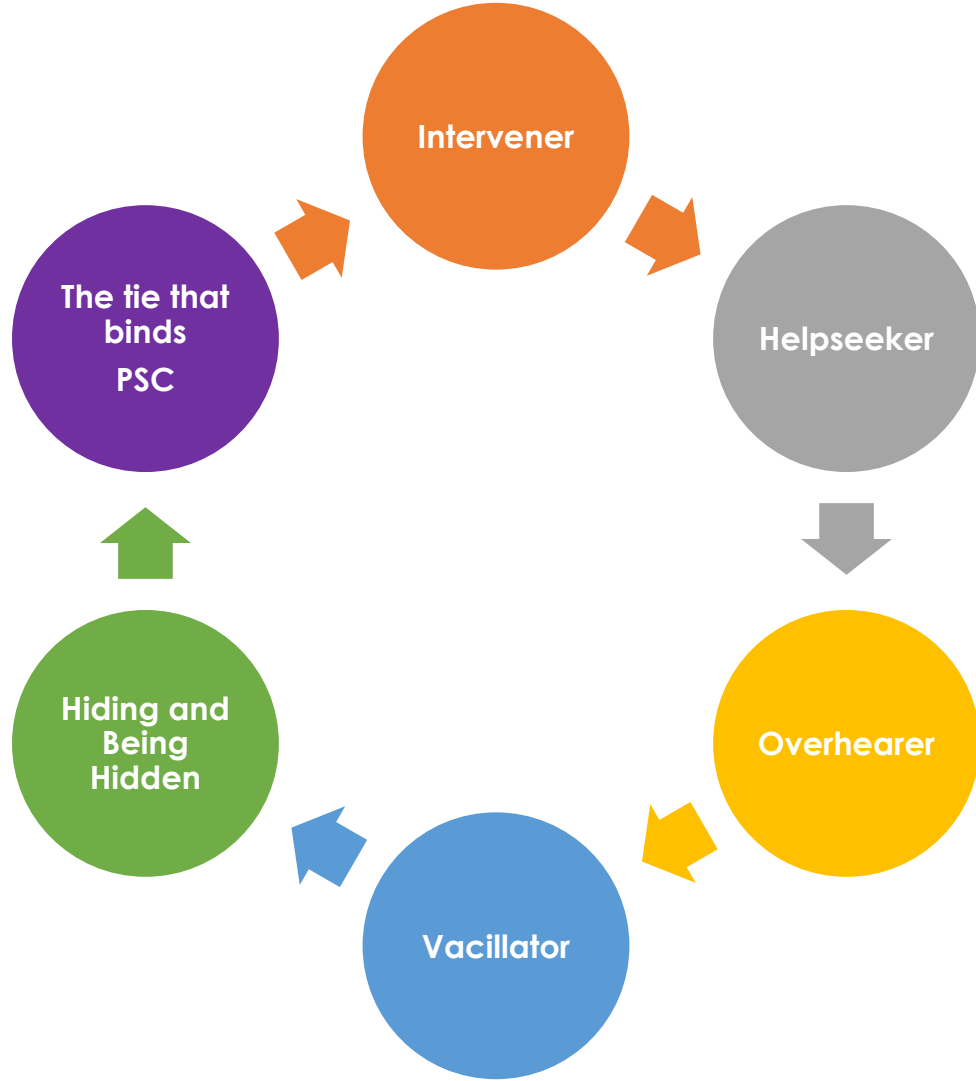 Intervener
Helpseeker
Overhearer
Vacillator
Hiding and
Being
Hidden
The tie that
binds
PSC